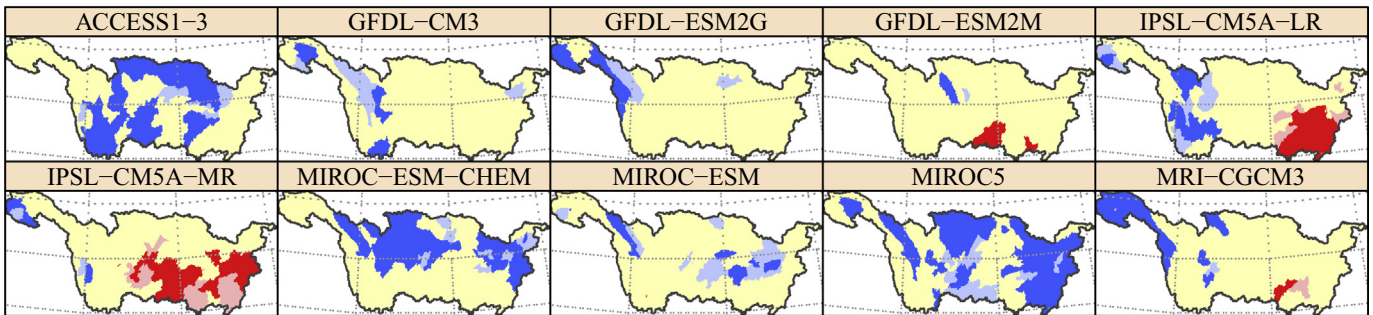 ACCESS1−3
GFDL−CM3
GFDL−ESM2G
GFDL−ESM2M
IPSL−CM5A−LR
IPSL−CM5A−MR
MIROC−ESM−CHEM
MIROC−ESM
MIROC5
MRI−CGCM3